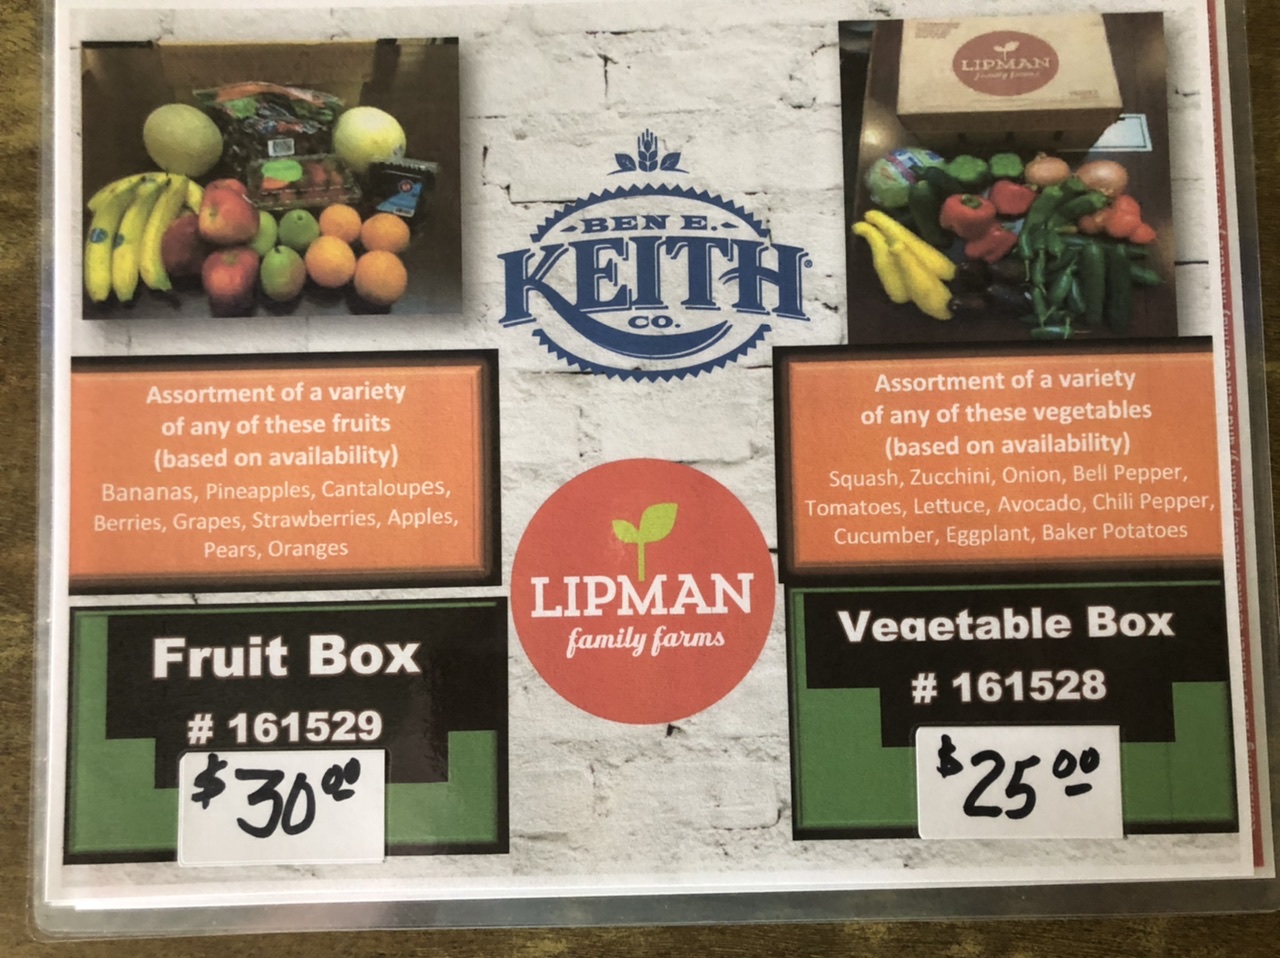 LIPMAN
family farms
BEN E.
KEITH
CO.
Assortment of a variety
of any of these fruits
(based on availability)
Bananas, Pineapples, Cantaloupes,
Berries, Grapes, Strawberries, Apples,
Pears, Oranges
Assortment of a variety
of any of these vegetables
(based on availability)
Squash, Zucchini, Onion, Bell Pepper,
Tomatoes, Lettuce, Avocado, Chili Pepper,
Cucumber, Eggplant, Baker Potatoes
LIPMAN
family farms
Fruit Box
# 161529
$30.00
Vegetable Box
# 161528
$25.00